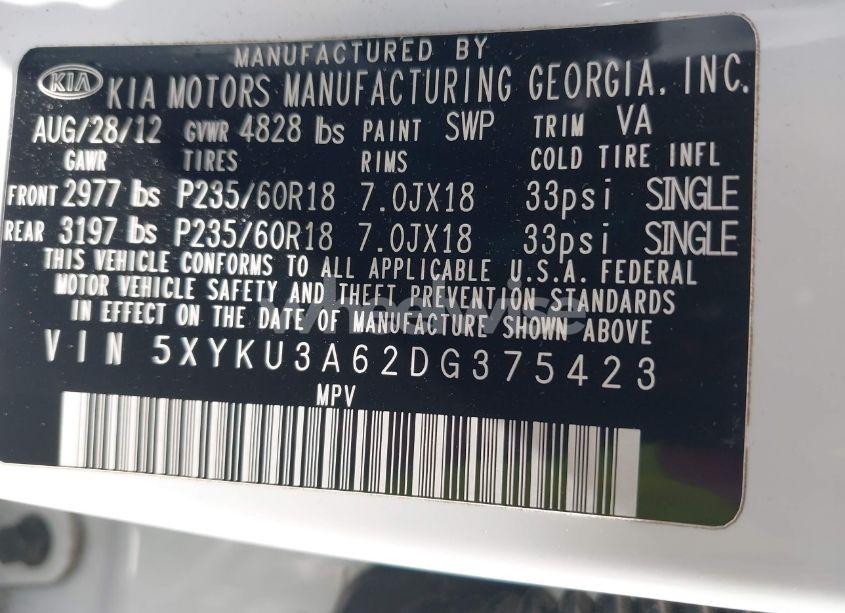 MANUFACTURED BY
KIA KIA MOTORS MANUFACTURING GEORGIA, INC.
AUG/28/12 GVWR 4828 lbs PAINT SWP TRIM VA
GAWR TIRES RIMS COLD TIRE INFL
FRONT 2977 lbs P235/60R18 7.0JX18 33psi SINGLE
REAR 3197 lbs P235/60R18 7.0JX18 33psi SINGLE
THIS VEHICLE CONFORMS TO ALL APPLICABLE U.S.A. FEDERAL
MOTOR VEHICLE SAFETY AND THEFT PREVENTION STANDARDS
IN EFFECT ON THE DATE OF MANUFACTURE SHOWN ABOVE
VIN 5XYKU3A62DG375423
MPV